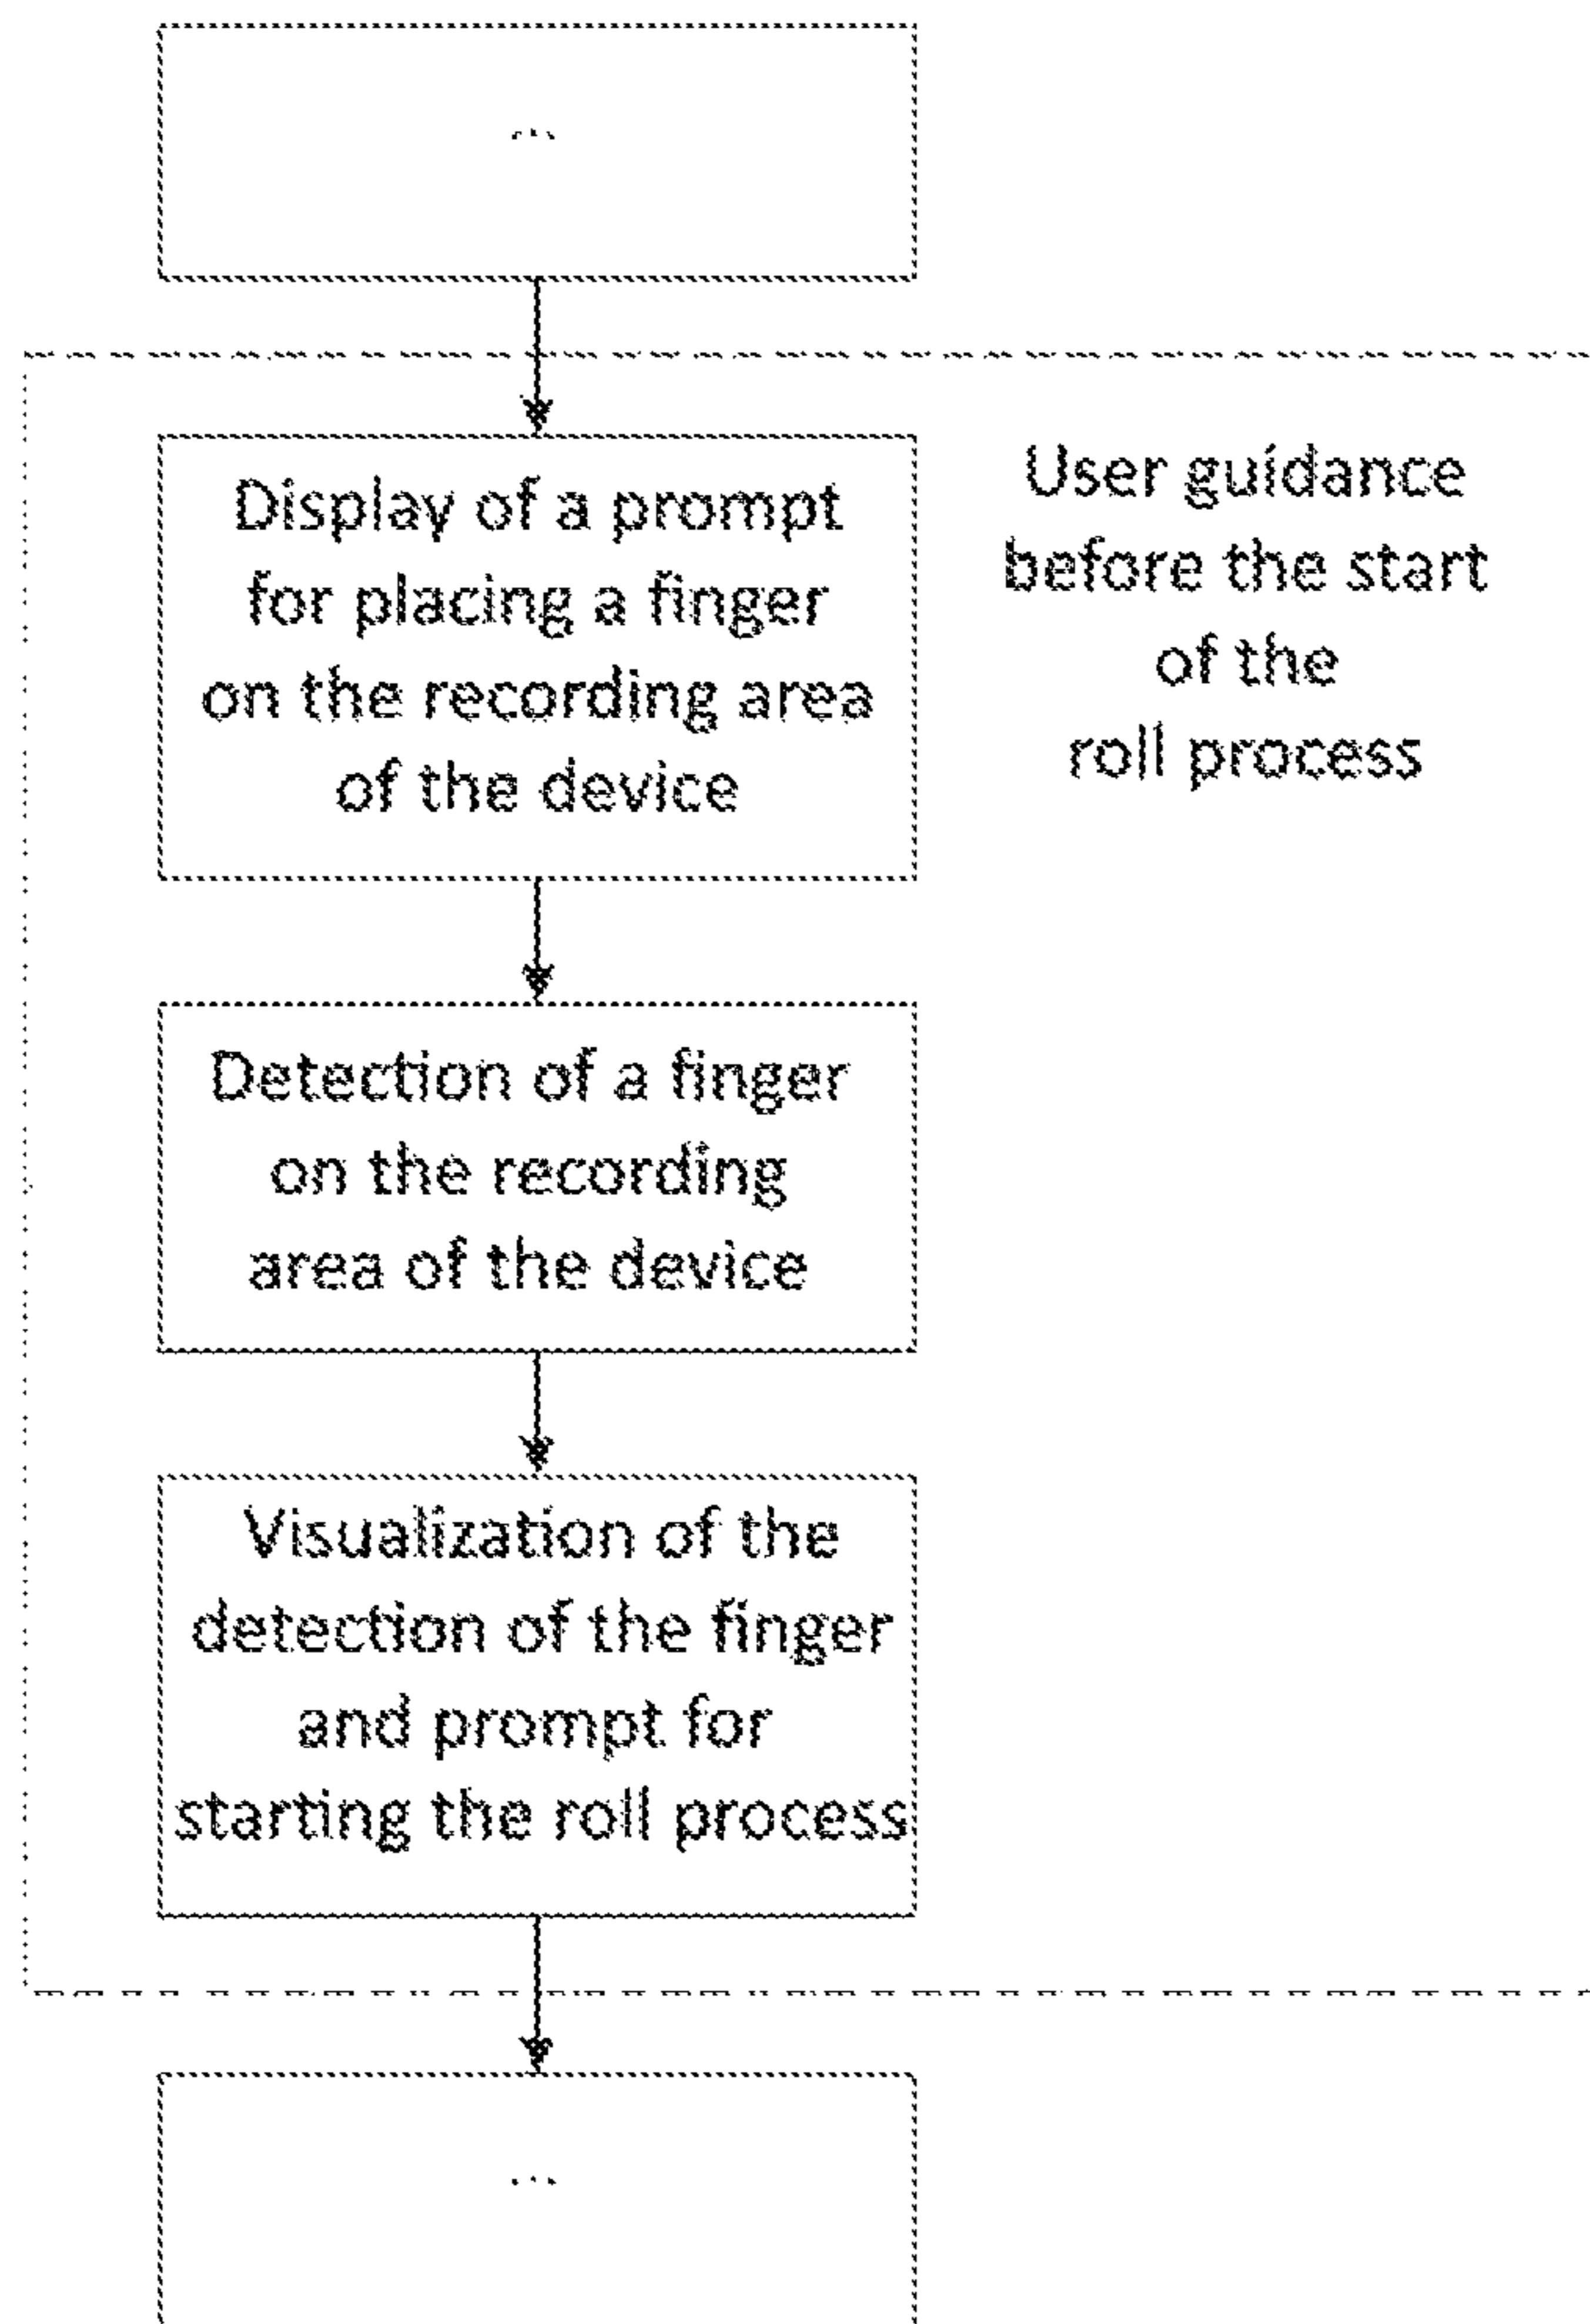 ...
Display of a prompt
for placing a finger
on the recording area
of the device
User guidance
before the start
of the
roll process
Detection of a finger
on the recording
area of the device
Visualization of the
detection of the finger
and prompt for
starting the roll process
...